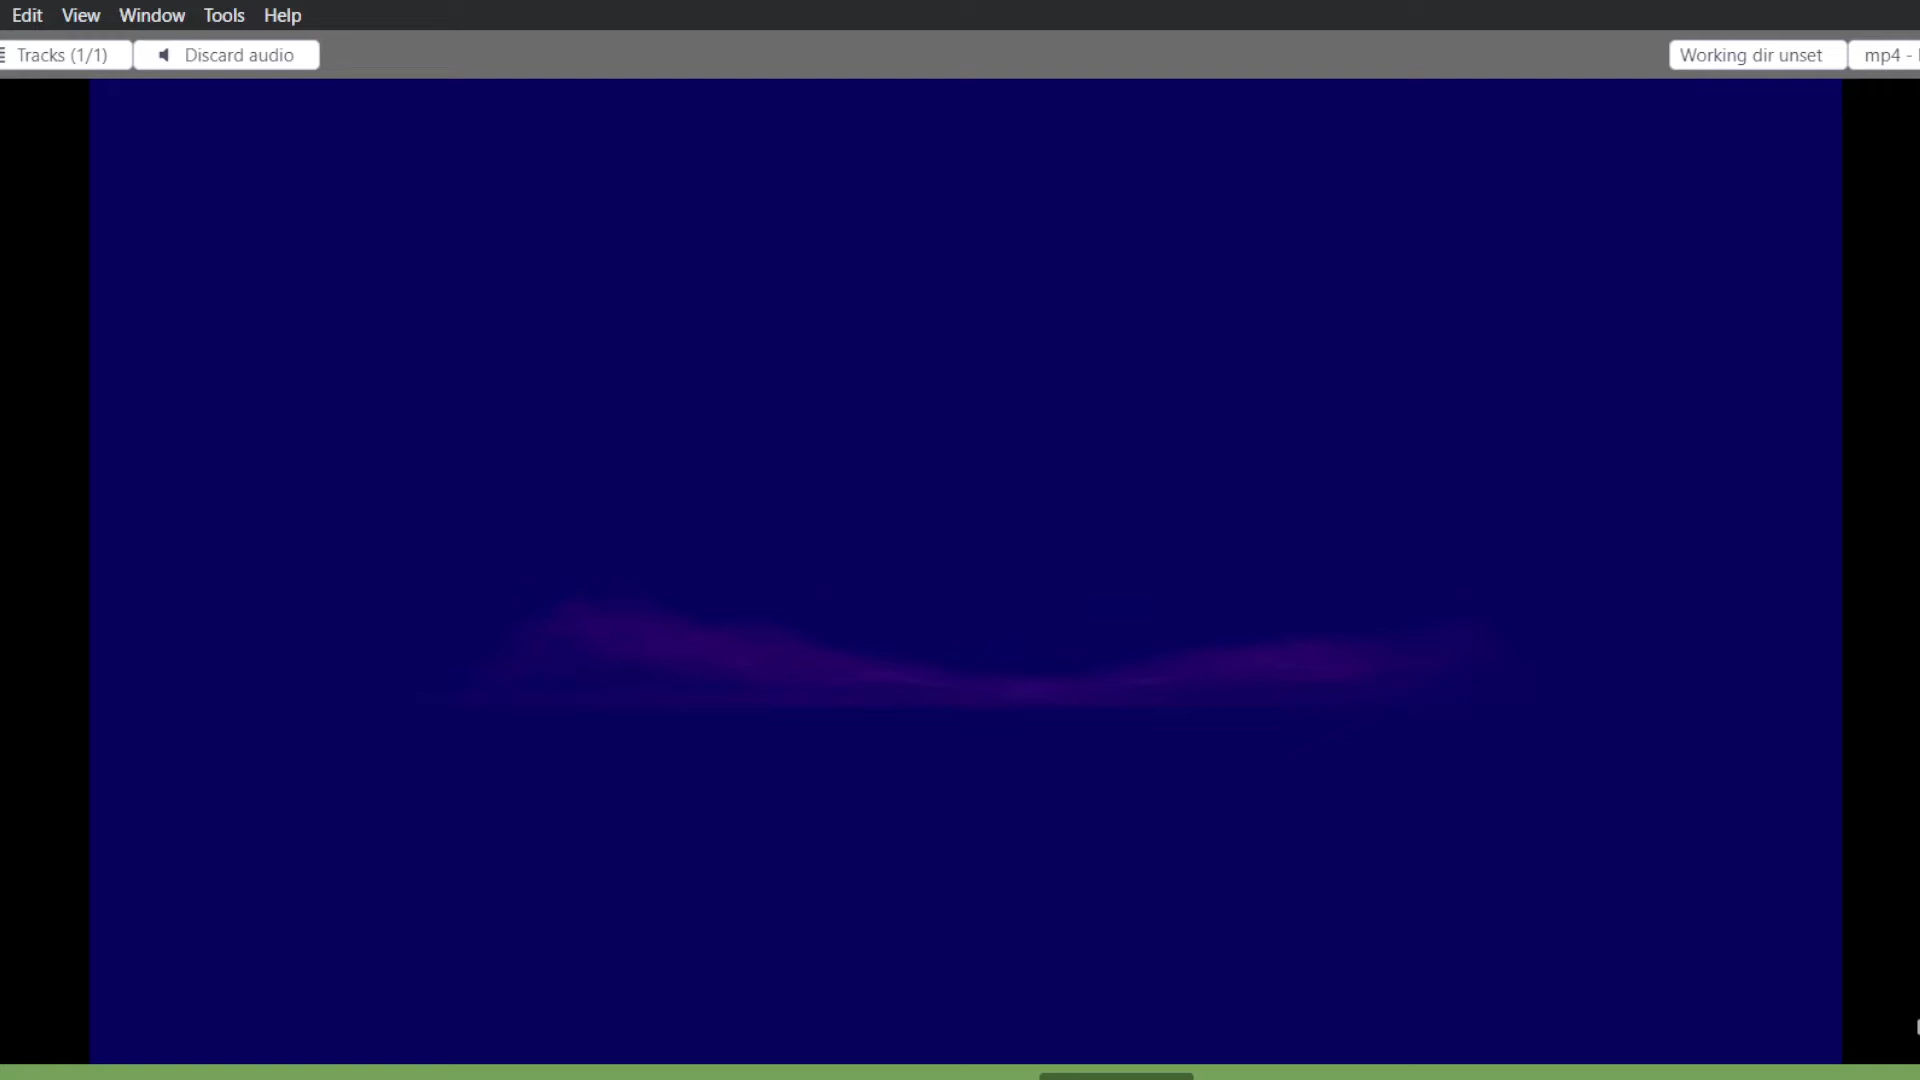 Edit View Window Tools Help
Tracks (1/1) Discard audio Working dir unset mp4 -